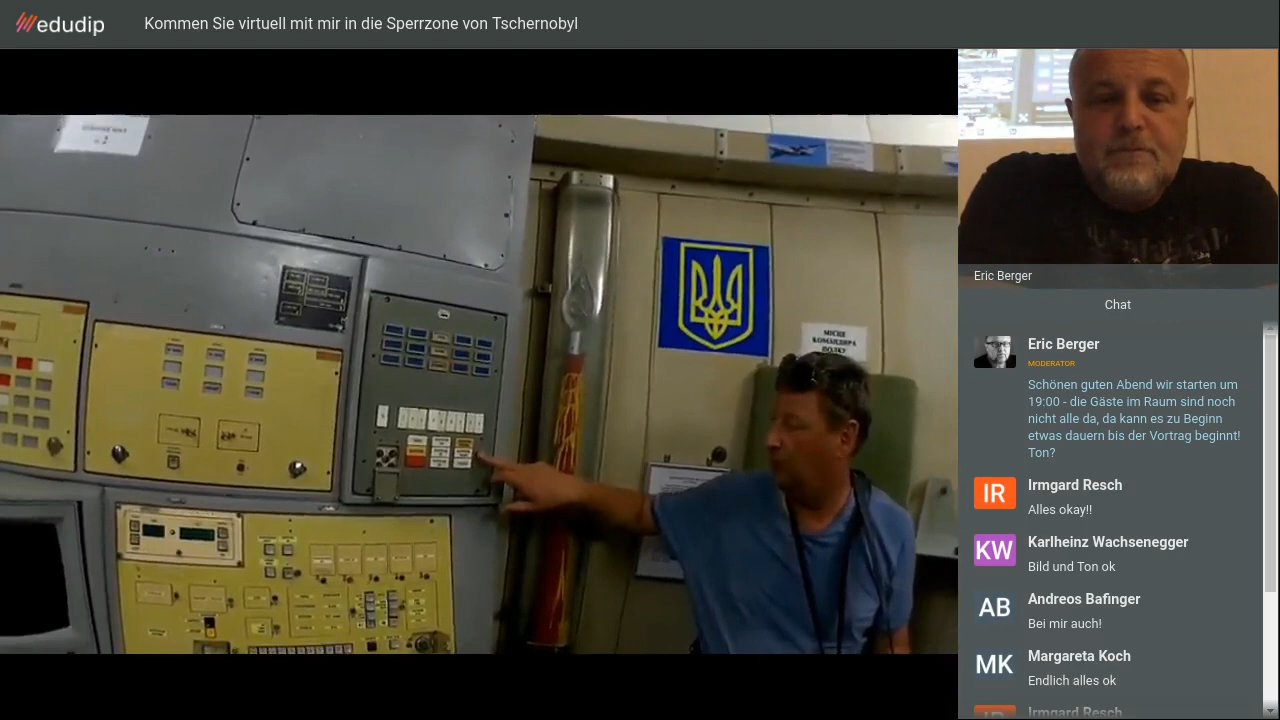 edudip
Kommen Sie virtuell mit mir in die Sperrzone von Tschernobyl
МІСЦЕ
КОМАНДИРА
ПОЛКУ
Eric Berger
Chat
Eric Berger
MODERATOR
Schönen guten Abend wir starten um
19:00 - die Gäste im Raum sind noch
nicht alle da, da kann es zu Beginn
etwas dauern bis der Vortrag beginnt!
Ton?
IR
Irmgard Resch
Alles okay!!
KW
Karlheinz Wachsenegger
Bild und Ton ok
AB
Andreos Bafinger
Bei mir auch!
MK
Margareta Koch
Endlich alles ok
IR
Irmgard Resch